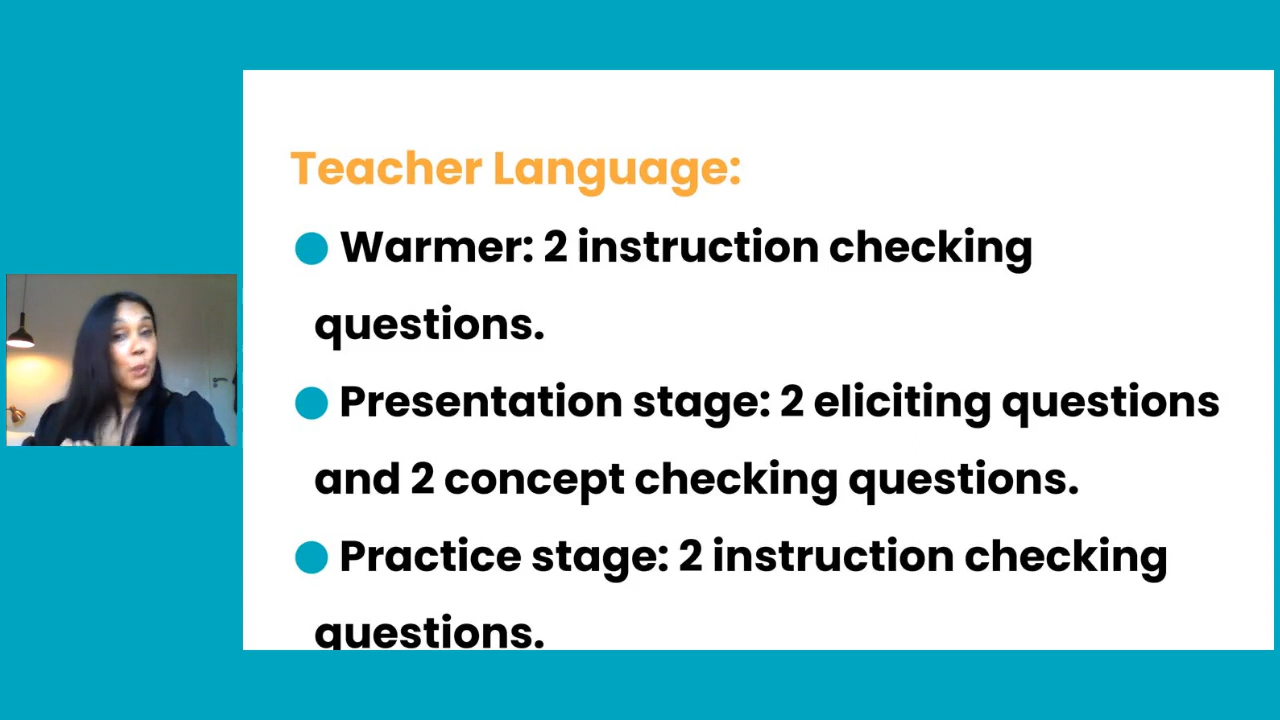 Teacher Language:
Warmer: 2 instruction checking
questions.
Presentation stage: 2 eliciting questions
and 2 concept checking questions.
Practice stage: 2 instruction checking
questions.